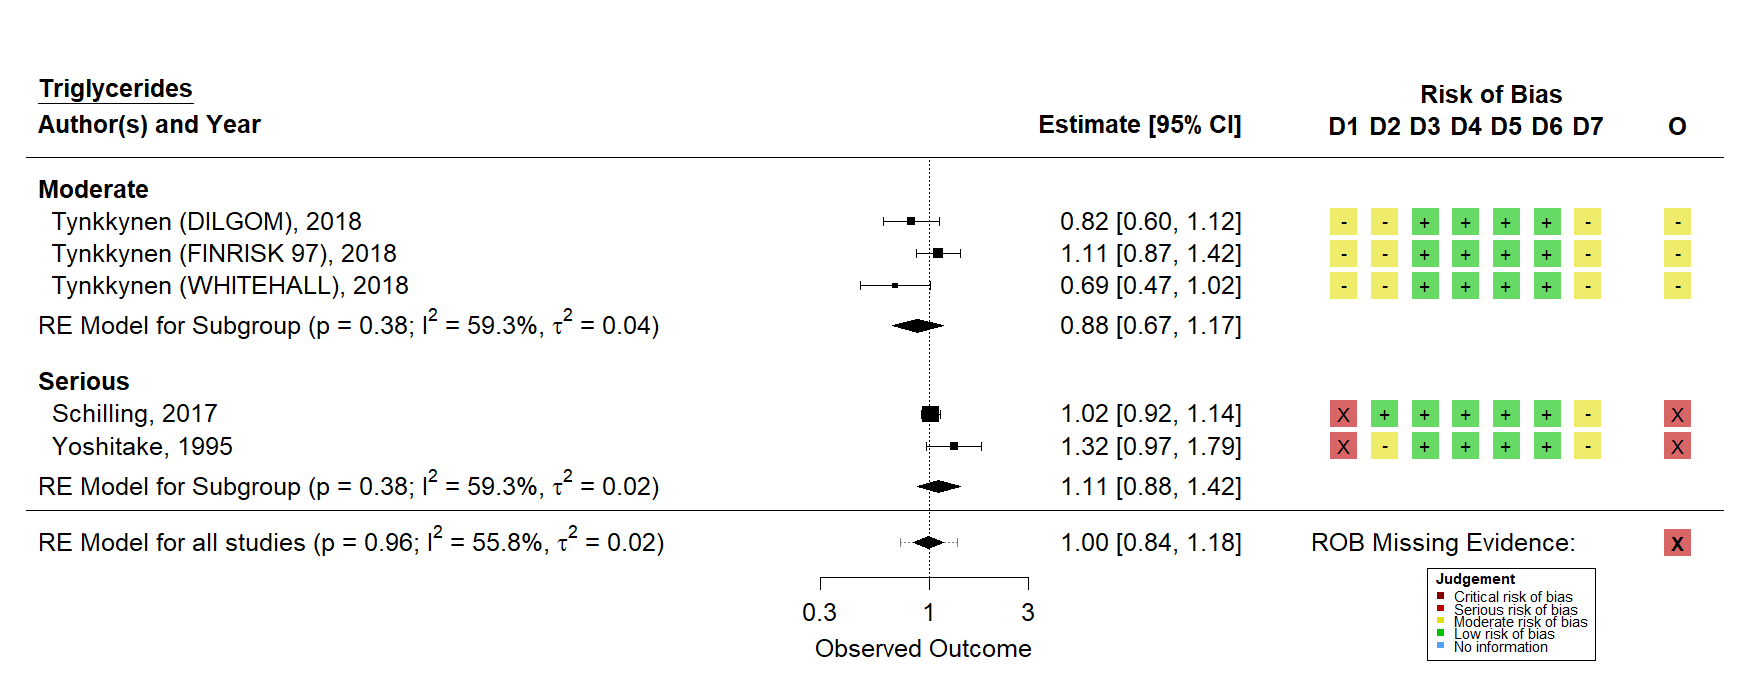 Triglycerides
Risk of Bias
Author(s) and Year Estimate [95% CI] D1 D2 D3 D4 D5 D6 D7 O
Moderate
Tynkkynen (DILGOM), 2018 0.82 [0.60, 1.12] - - + + + + - -
Tynkkynen (FINRISK 97), 2018 1.11 [0.87, 1.42] - - + + + + - -
Tynkkynen (WHITEHALL), 2018 0.69 [0.47, 1.02] - - + + + + - -
RE Model for Subgroup (p = 0.38; I² = 59.3%, τ² = 0.04) 0.88 [0.67, 1.17]
Serious
Schilling, 2017 1.02 [0.92, 1.14] X + + + + + - X
Yoshitake, 1995 1.32 [0.97, 1.79] X - + + + + - X
RE Model for Subgroup (p = 0.38; I² = 59.3%, τ² = 0.02) 1.11 [0.88, 1.42]
RE Model for all studies (p = 0.96; I² = 55.8%, τ² = 0.02) 1.00 [0.84, 1.18] ROB Missing Evidence: X
0.3 1 3
Observed Outcome
Judgement
Critical risk of bias
Serious risk of bias
Moderate risk of bias
Low risk of bias
No information